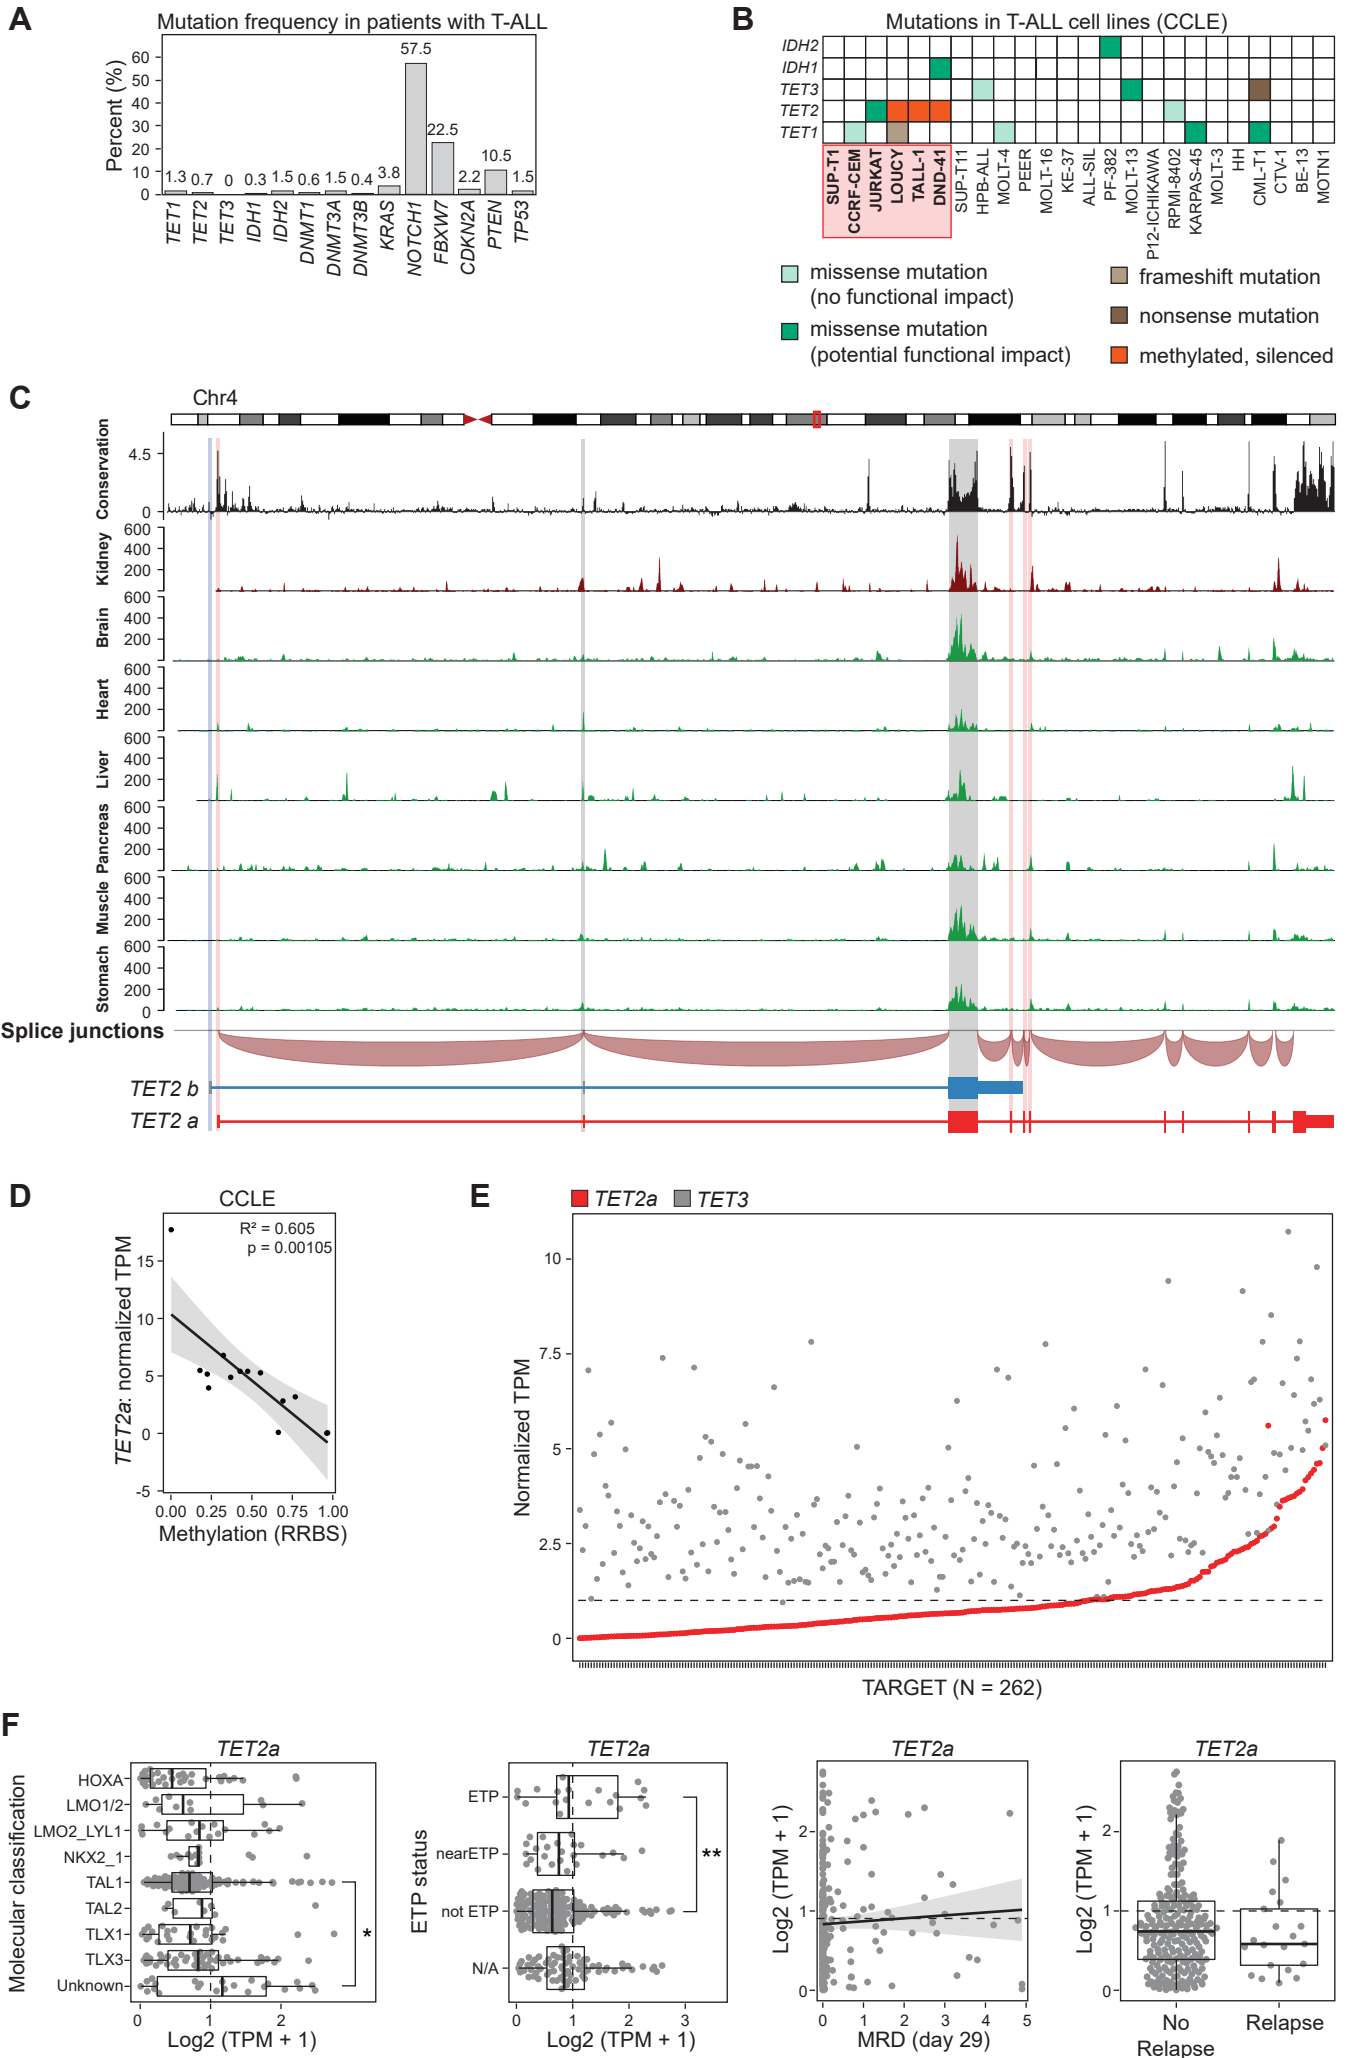 A
Mutation frequency in patients with T-ALL
Percent (%)
60
50
40
30
20
10
0
1.3
0.7
0
0.3
1.5
0.6
1.5
0.4
3.8
57.5
22.5
2.2
10.5
1.5
TET1
TET2
TET3
IDH1
IDH2
DNMT1
DNMT3A
DNMT3B
KRAS
NOTCH1
FBXW7
CDKN2A
PTEN
TP53
B
Mutations in T-ALL cell lines (CCLE)
IDH2
IDH1
TET3
TET2
TET1
SUP-T1
CCRF-CEM
JURKAT
LOUCY
TALL-1
DND-41
SUP-T11
HPB-ALL
MOLT-4
PEER
MOLT-16
KE-37
ALL-SIL
PF-382
MOLT-13
P12-ICHIKAWA
RPMI-8402
KARPAS-45
MOLT-3
HH
CML-T1
CTV-1
BE-13
MOTN1
missense mutation
(no functional impact)
missense mutation
(potential functional impact)
frameshift mutation
nonsense mutation
methylated, silenced
C
Chr4
Conservation
4.5
0
Kidney
600
400
200
Brain
600
400
200
Heart
600
400
200
Liver
600
400
200
Pancreas
600
400
200
Muscle
600
400
200
Stomach
600
400
200
0
Splice junctions
TET2 b
TET2 a
D
CCLE
R² = 0.605
p = 0.00105
TET2a: normalized TPM
15
10
5
0
-5
0.00
0.25
0.50
0.75
1.00
Methylation (RRBS)
E
TET2a
TET3
Normalized TPM
10
7.5
5
2.5
0
TARGET (N = 262)
F
TET2a
Molecular classification
HOXA
LMO1/2
LMO2_LYL1
NKX2_1
TAL1
TAL2
TLX1
TLX3
Unknown
*
0
1
2
Log2 (TPM + 1)
TET2a
ETP status
ETP
nearETP
not ETP
N/A
**
0
1
2
3
Log2 (TPM + 1)
TET2a
Log2 (TPM + 1)
2
1
0
0
1
2
3
4
5
MRD (day 29)
TET2a
Log2 (TPM + 1)
2
1
0
No
Relapse
Relapse